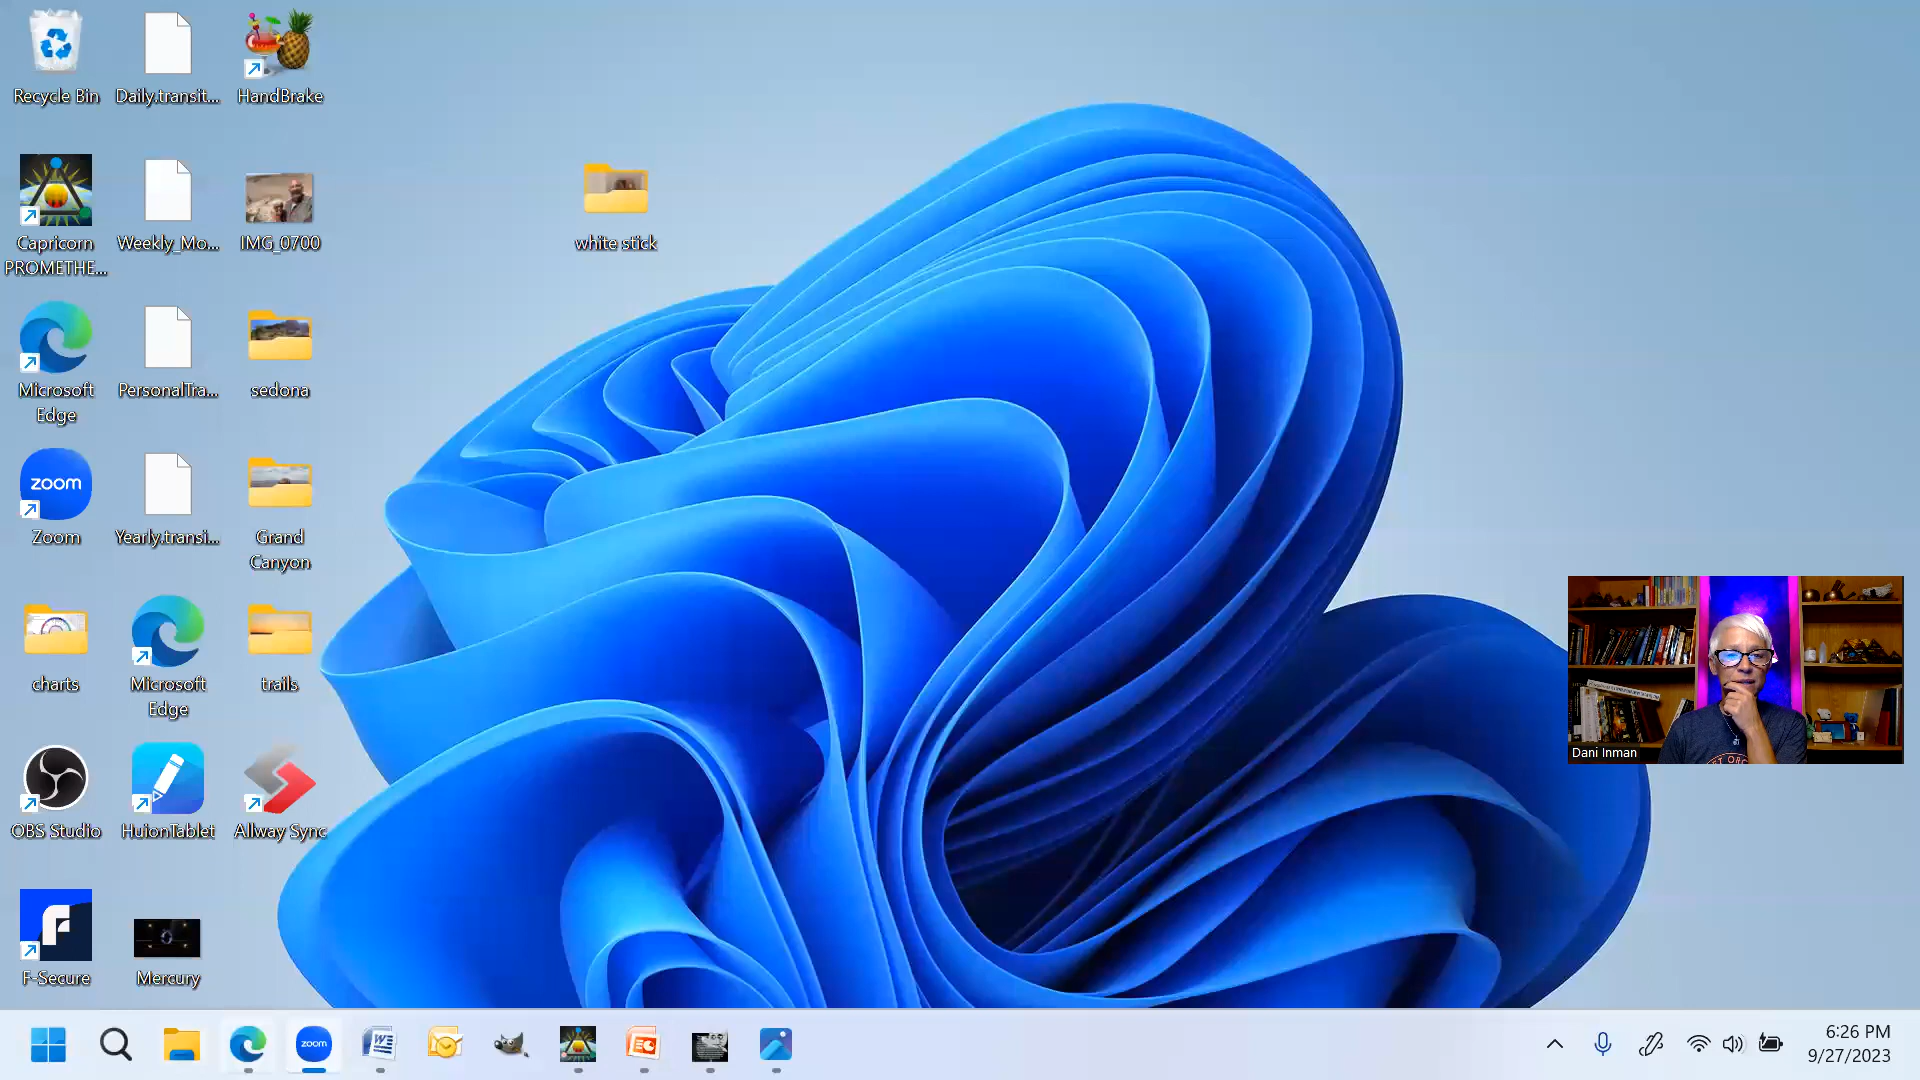 Recycle Bin
Daily.transit...
HandBrake
Capricorn
PROMETHE...
Weekly_Mo...
IMG_0700
white stick
Microsoft
Edge
PersonalTra...
sedona
zoom
Zoom
Yearly.transi...
Grand
Canyon
charts
Microsoft
Edge
trails
OBS Studio
HuionTablet
Allway Sync
F-Secure
Mercury
Dani Inman
zoom
6:26 PM
9/27/2023